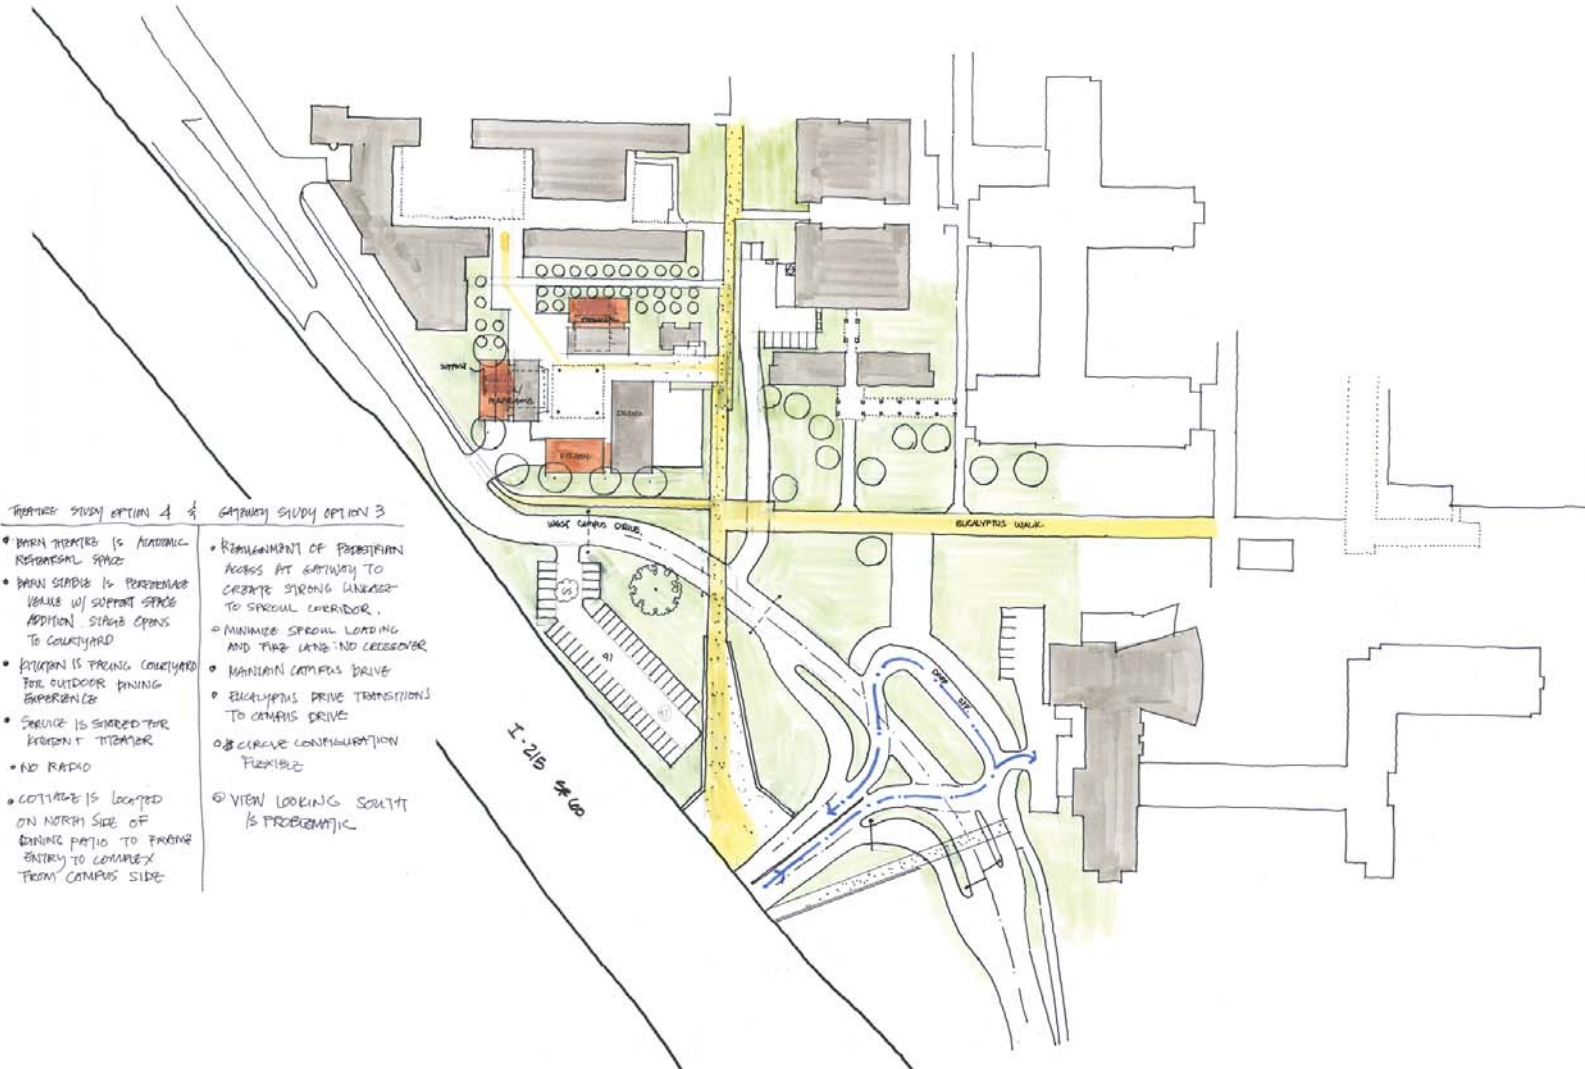 THEATRE STUDY OPTION 4 &
• BARN THEATRE IS ACADEMIC
REHEARSAL SPACE
• BARN STABLE IS PERFORMANCE
VENUE W/ SUPPORT SPACE
ADDITION. STAGE OPENS
TO COURTYARD
• KITCHEN IS FACING COURTYARD
FOR OUTDOOR DINING
EXPERIENCE
• SERVICE IS SHARED FOR
KITCHEN + THEATER
• NO RADIO
• COTTAGE IS LOCATED
ON NORTH SIDE OF
DINING PATIO TO FRAME
ENTRY TO COMPLEX
FROM CAMPUS SIDE
GATEWAY STUDY OPTION 3
• REALIGNMENT OF PEDESTRIAN
ACCESS AT GATEWAY TO
CREATE STRONG LINKAGE
TO SPROUL CORRIDOR.
• MINIMIZE SPROUL LOADING
AND FIRE LANE: NO CROSSOVER
• MAINTAIN CAMPUS DRIVE
• EUCALYPTUS DRIVE TRANSITIONS
TO CAMPUS DRIVE
• CIRCLE CONFIGURATION
FLEXIBLE
• VIEW LOOKING SOUTH
IS PROBLEMATIC
SUPPORT
KITCHEN
WEST CAMPUS DRIVE
EUCALYPTUS WALK
41
DROP OFF
I-215 SR 60